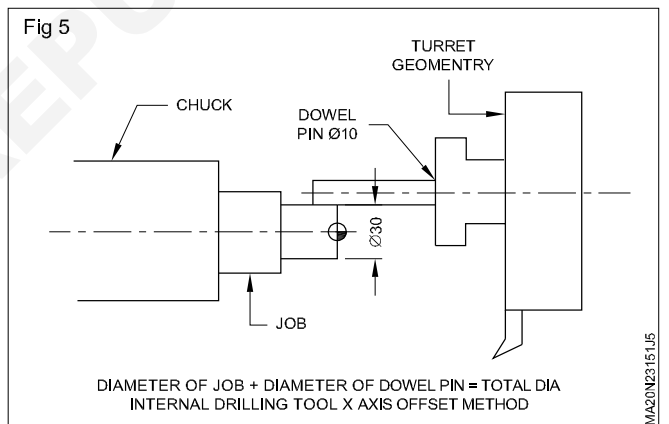 Fig 5
TURRET
GEOMENTRY
CHUCK
DOWEL
PIN Ø10
Ø30
JOB
DIAMETER OF JOB + DIAMETER OF DOWEL PIN = TOTAL DIA
INTERNAL DRILLING TOOL X AXIS OFFSET METHOD
MA20N23151J5